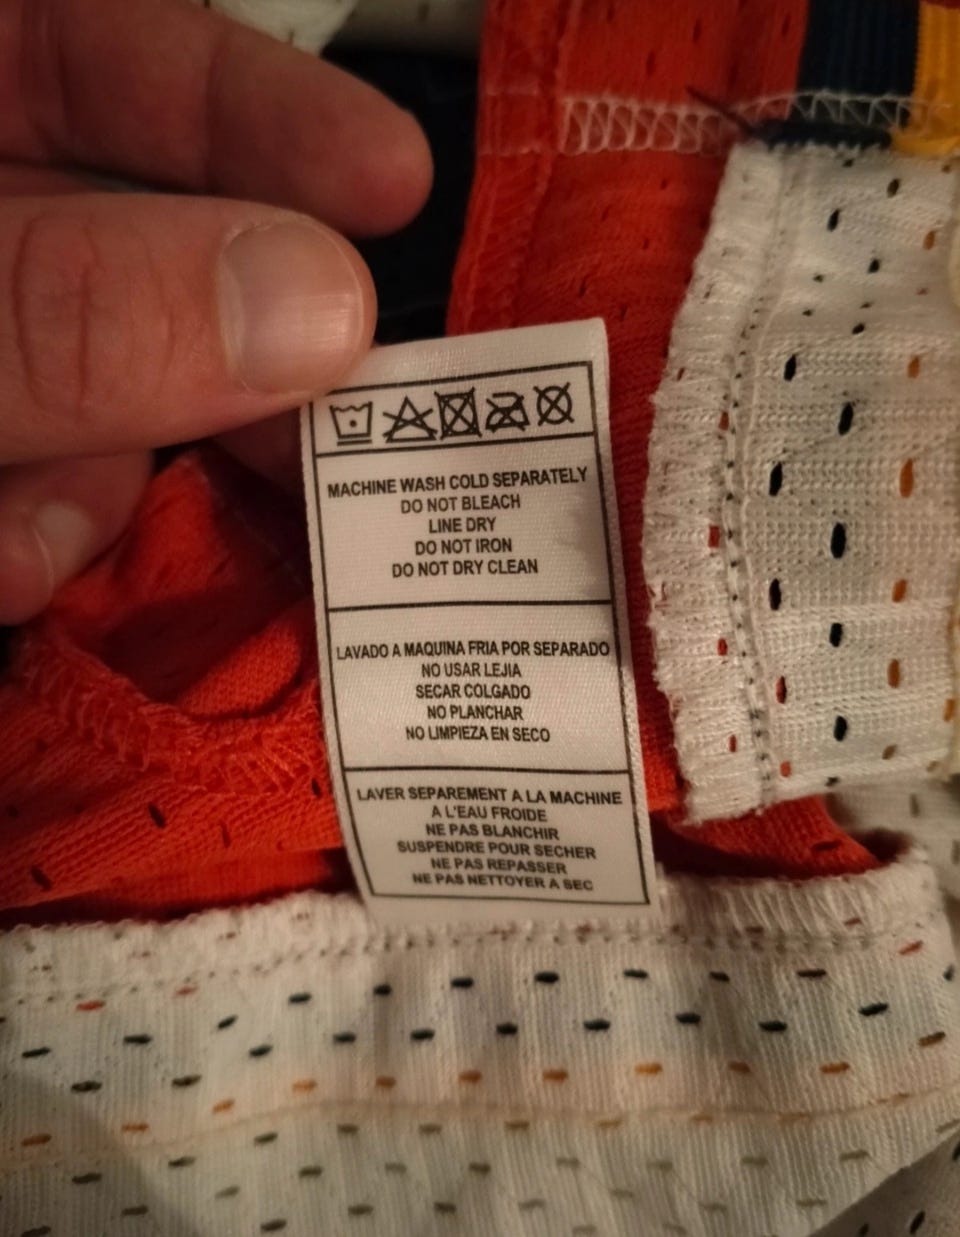 MACHINE WASH COLD SEPARATELY
DO NOT BLEACH
LINE DRY
DO NOT IRON
DO NOT DRY CLEAN
LAVADO A MAQUINA FRIA POR SEPARADO
NO USAR LEJIA
SECAR COLGADO
NO PLANCHAR
NO LIMPIEZA EN SECO
LAVER SEPAREMENT A LA MACHINE
A L'EAU FROIDE
NE PAS BLANCHIR
SUSPENDRE POUR SECHER
NE PAS REPASSER
NE PAS NETTOYER A SEC